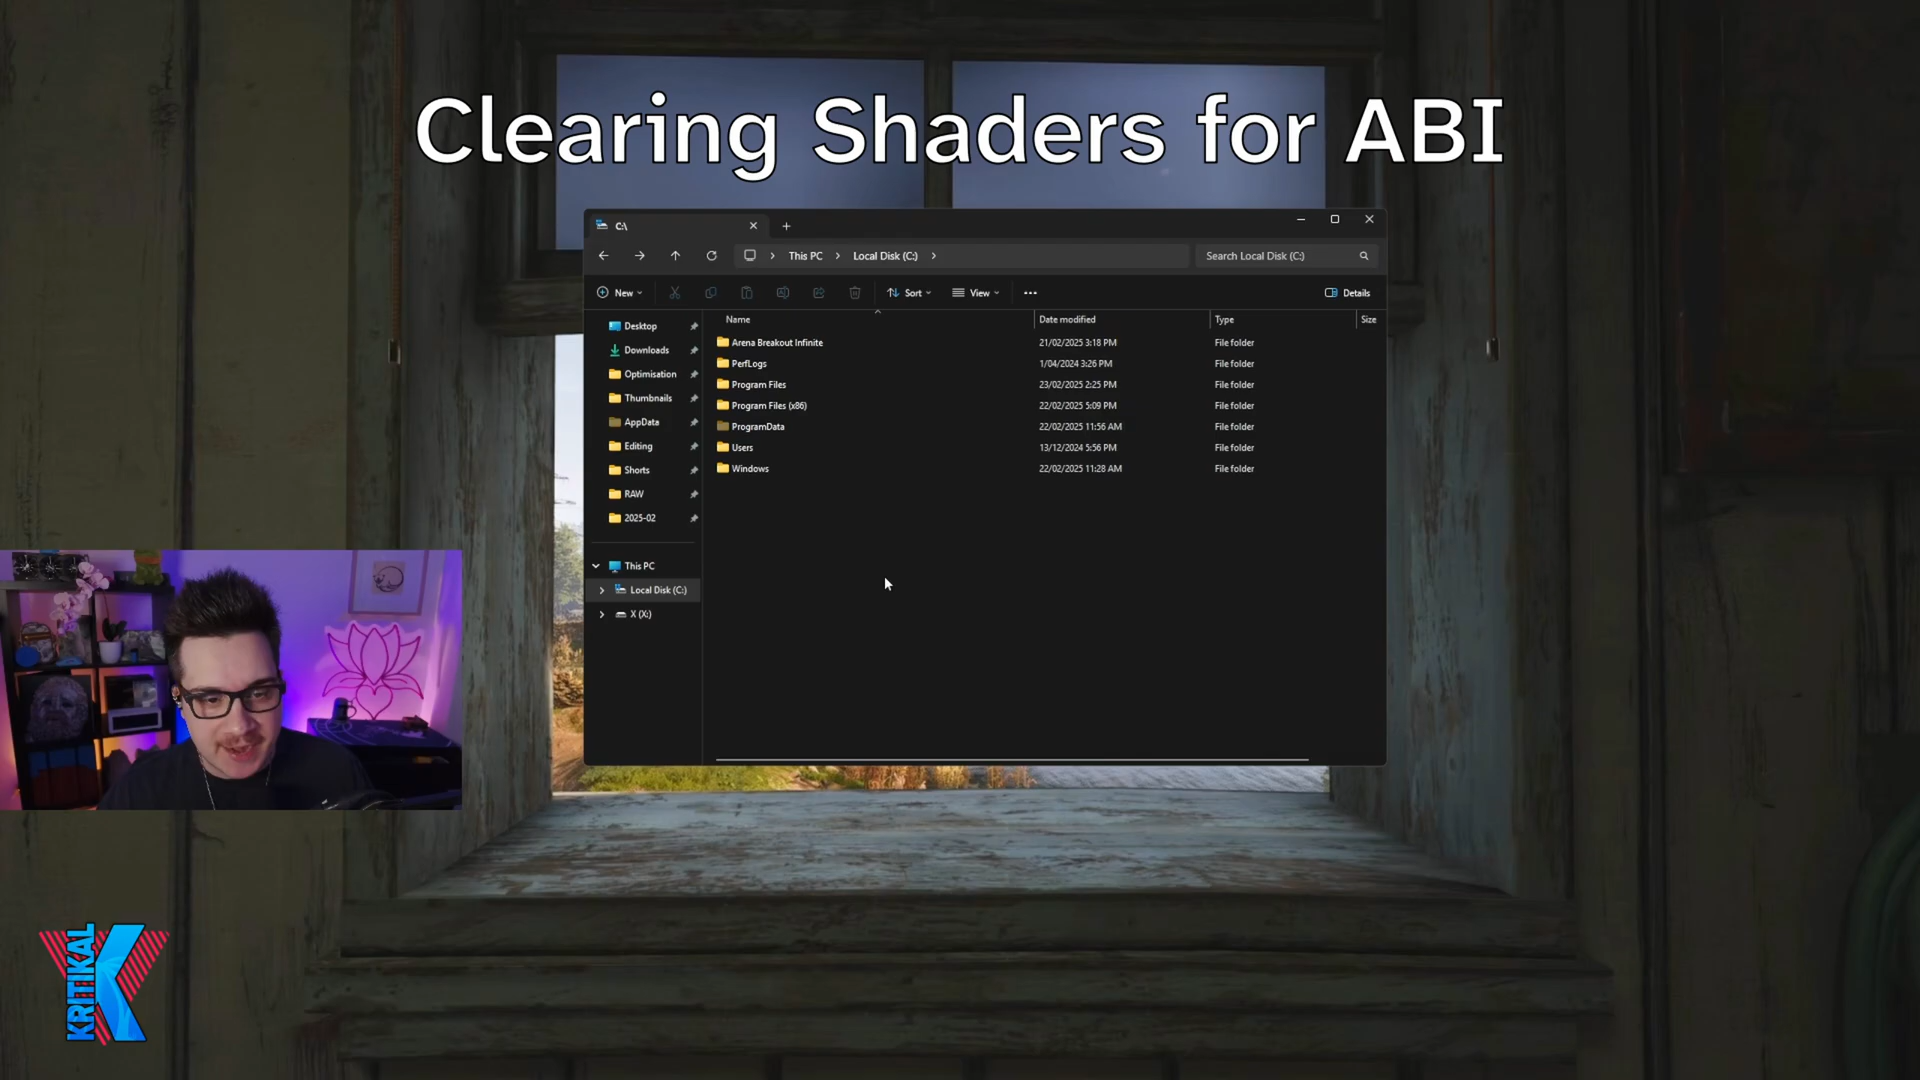 Clearing Shaders for ABI
C:\
This PC
Local Disk (C:)
Search Local Disk (C:)
New
Sort
View
Details
Name
Date modified
Type
Size
Desktop
Downloads
Optimisation
Thumbnails
AppData
Editing
Shorts
RAW
2025-02
This PC
Local Disk (C:)
X (X:)
Arena Breakout Infinite 21/02/2025 3:18 PM File folder
PerfLogs 1/04/2024 3:26 PM File folder
Program Files 23/02/2025 2:25 PM File folder
Program Files (x86) 22/02/2025 5:09 PM File folder
ProgramData 22/02/2025 11:56 AM File folder
Users 13/12/2024 5:56 PM File folder
Windows 22/02/2025 11:28 AM File folder
KRITIKAL
K